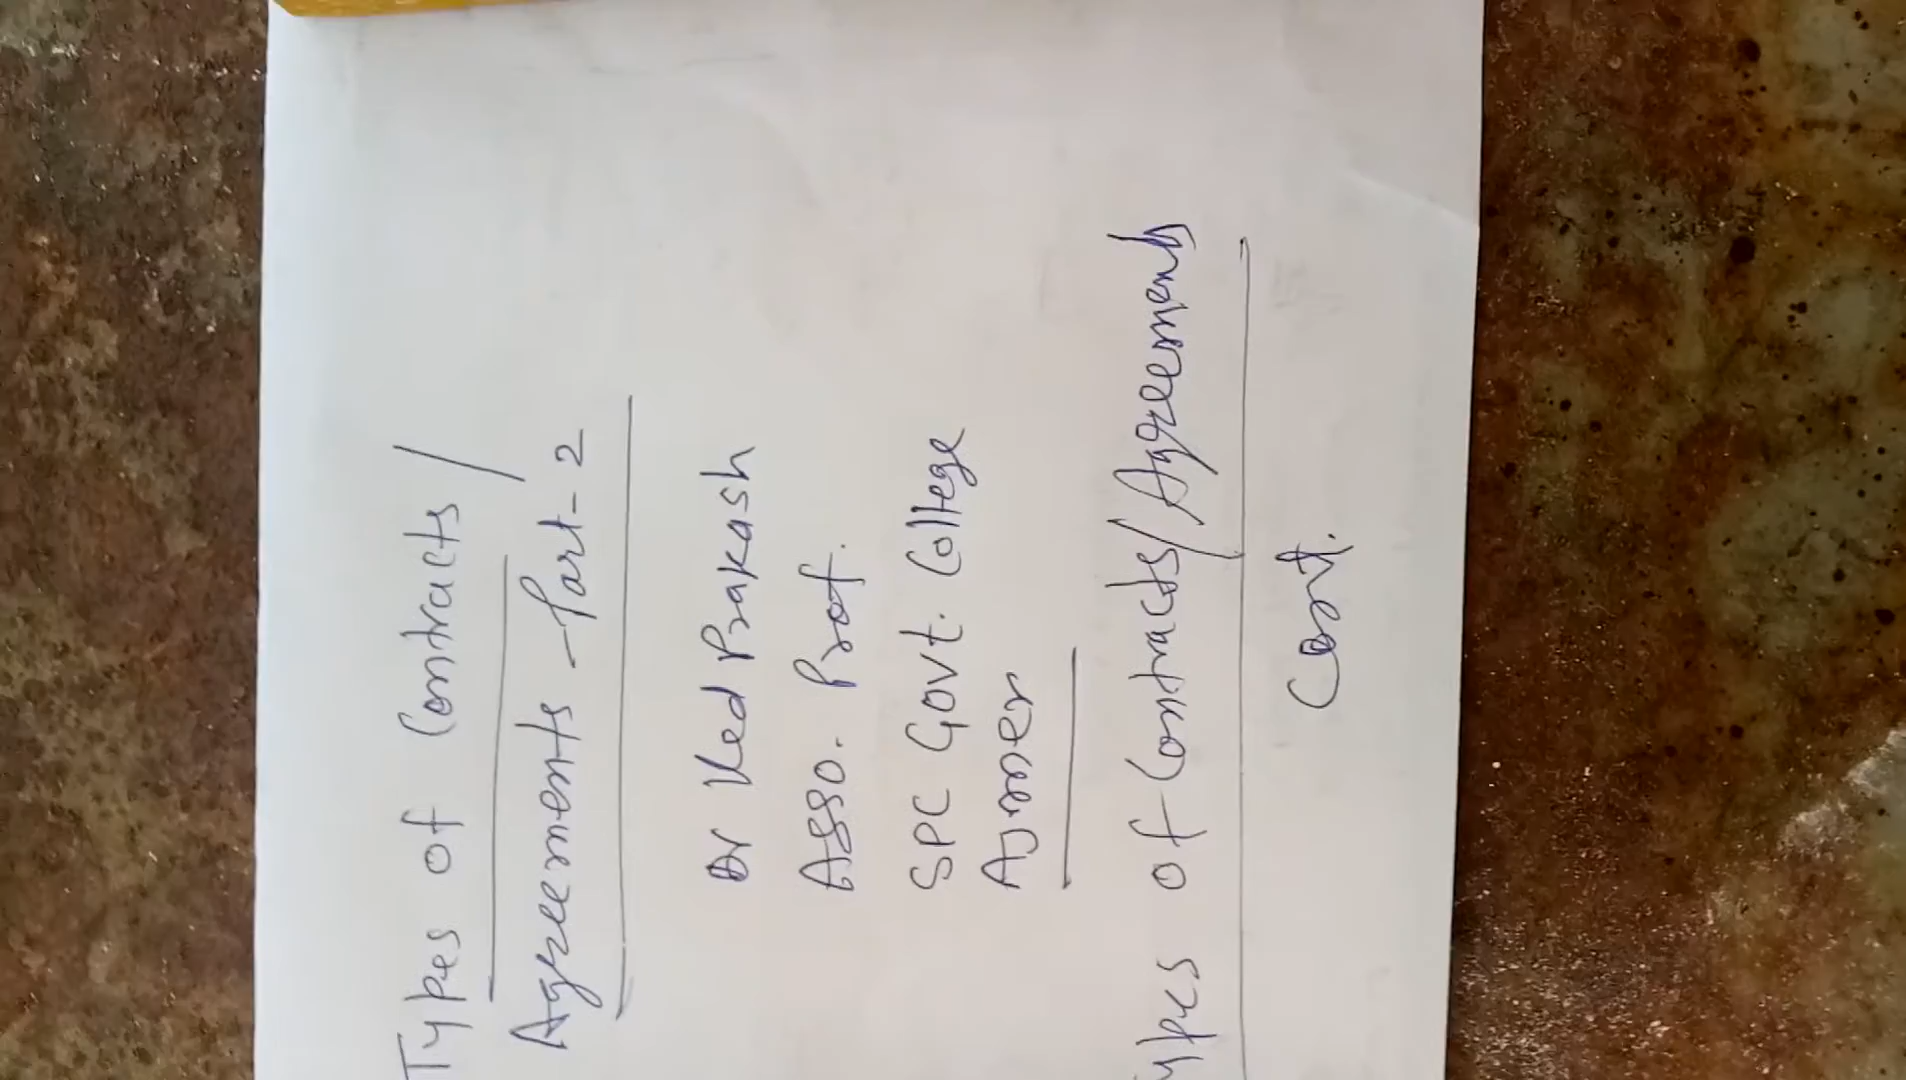 Types of Contracts /
Agreements - Part - 2
Dr Ved Prakash
Asso. Prof.
SPC Govt. College
Ajmer
ypes of Contracts/Agreements
Cont.